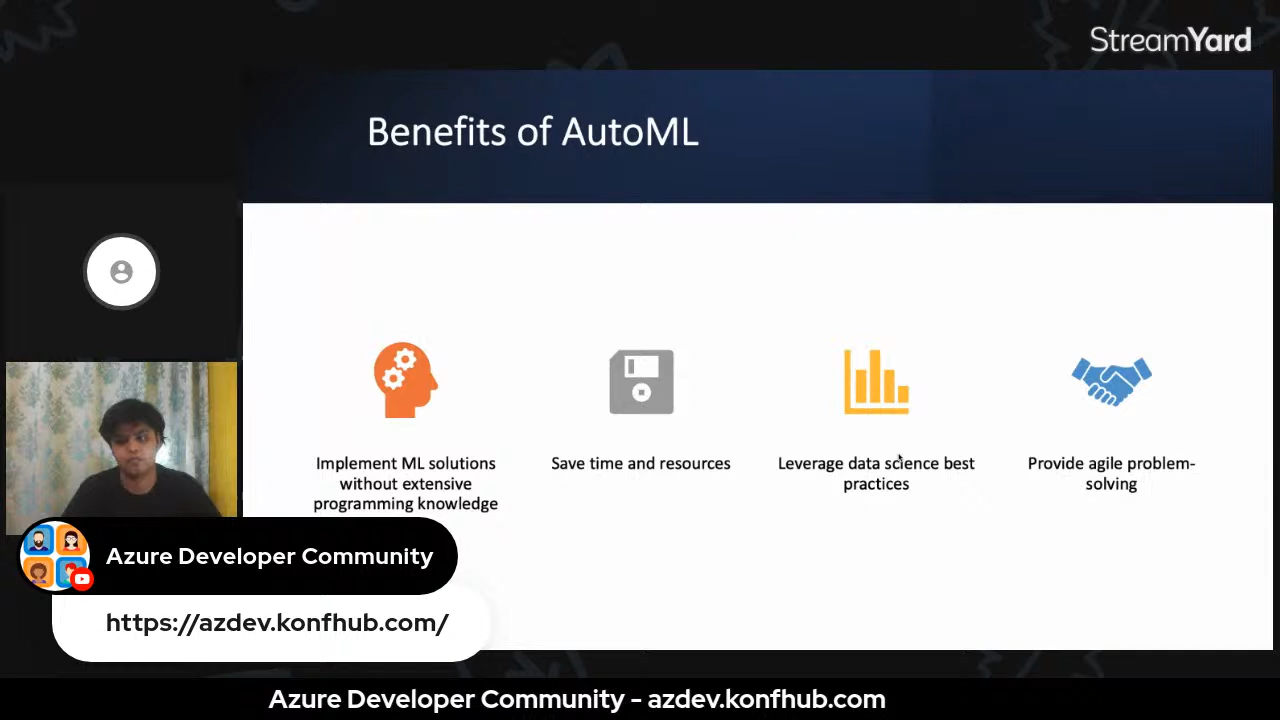 StreamYard
Benefits of AutoML
Implement ML solutions
without extensive
programming knowledge
Save time and resources
Leverage data science best
practices
Provide agile problem-
solving
Azure Developer Community
https://azdev.konfhub.com/
Azure Developer Community - azdev.konfhub.com